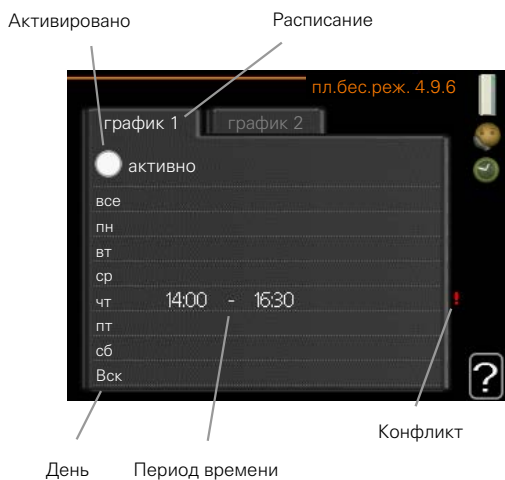 Активировано
Расписание
пл.бес.реж. 4.9.6
график 1
график 2
активно
все
пн
вт
ср
чт 14:00 - 16:30 !
пт
сб
Вск
?
Конфликт
День
Период времени